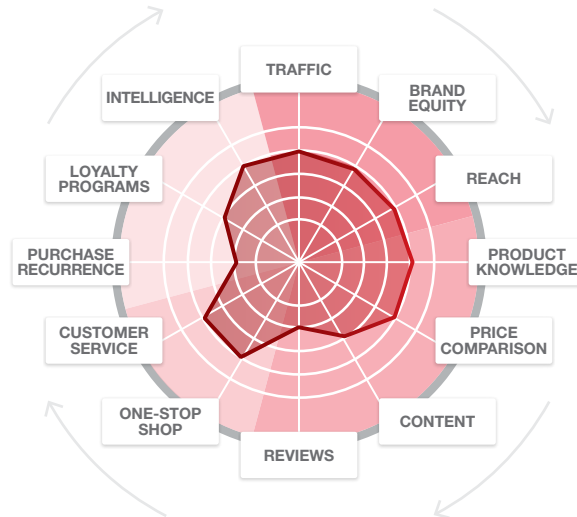 TRAFFIC
BRAND
EQUITY
REACH
PRODUCT
KNOWLEDGE
PRICE
COMPARISON
CONTENT
REVIEWS
ONE-STOP
SHOP
CUSTOMER
SERVICE
PURCHASE
RECURRENCE
LOYALTY
PROGRAMS
INTELLIGENCE